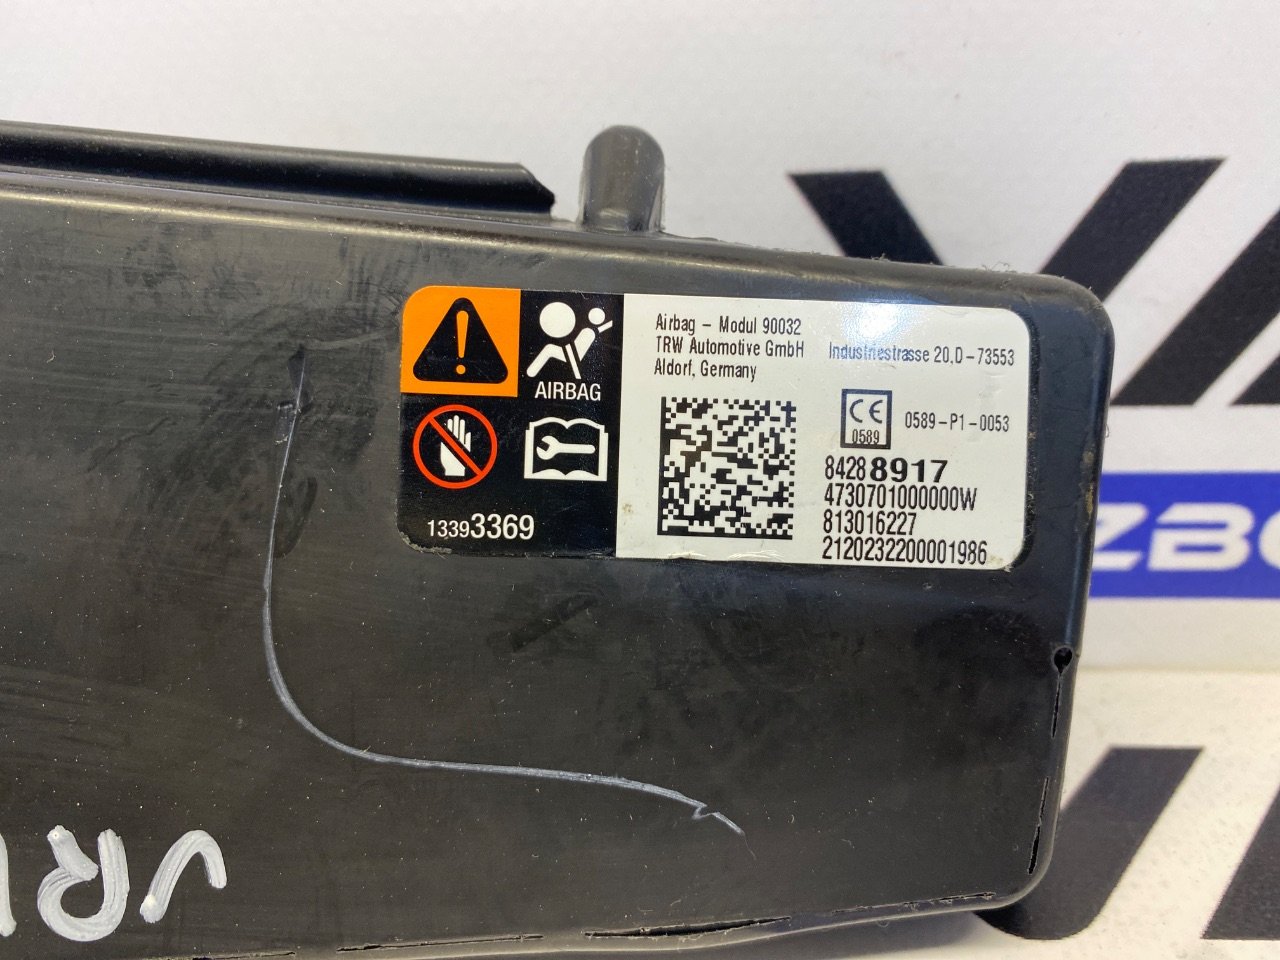 Airbag - Modul 90032
TRW Automotive GmbH
Industriestrasse 20,D-73553
Aldorf, Germany
AIRBAG
CE
0589
0589-P1-0053
84288917
4730701000000W
813016227
2120232200001986
13393369
ZB